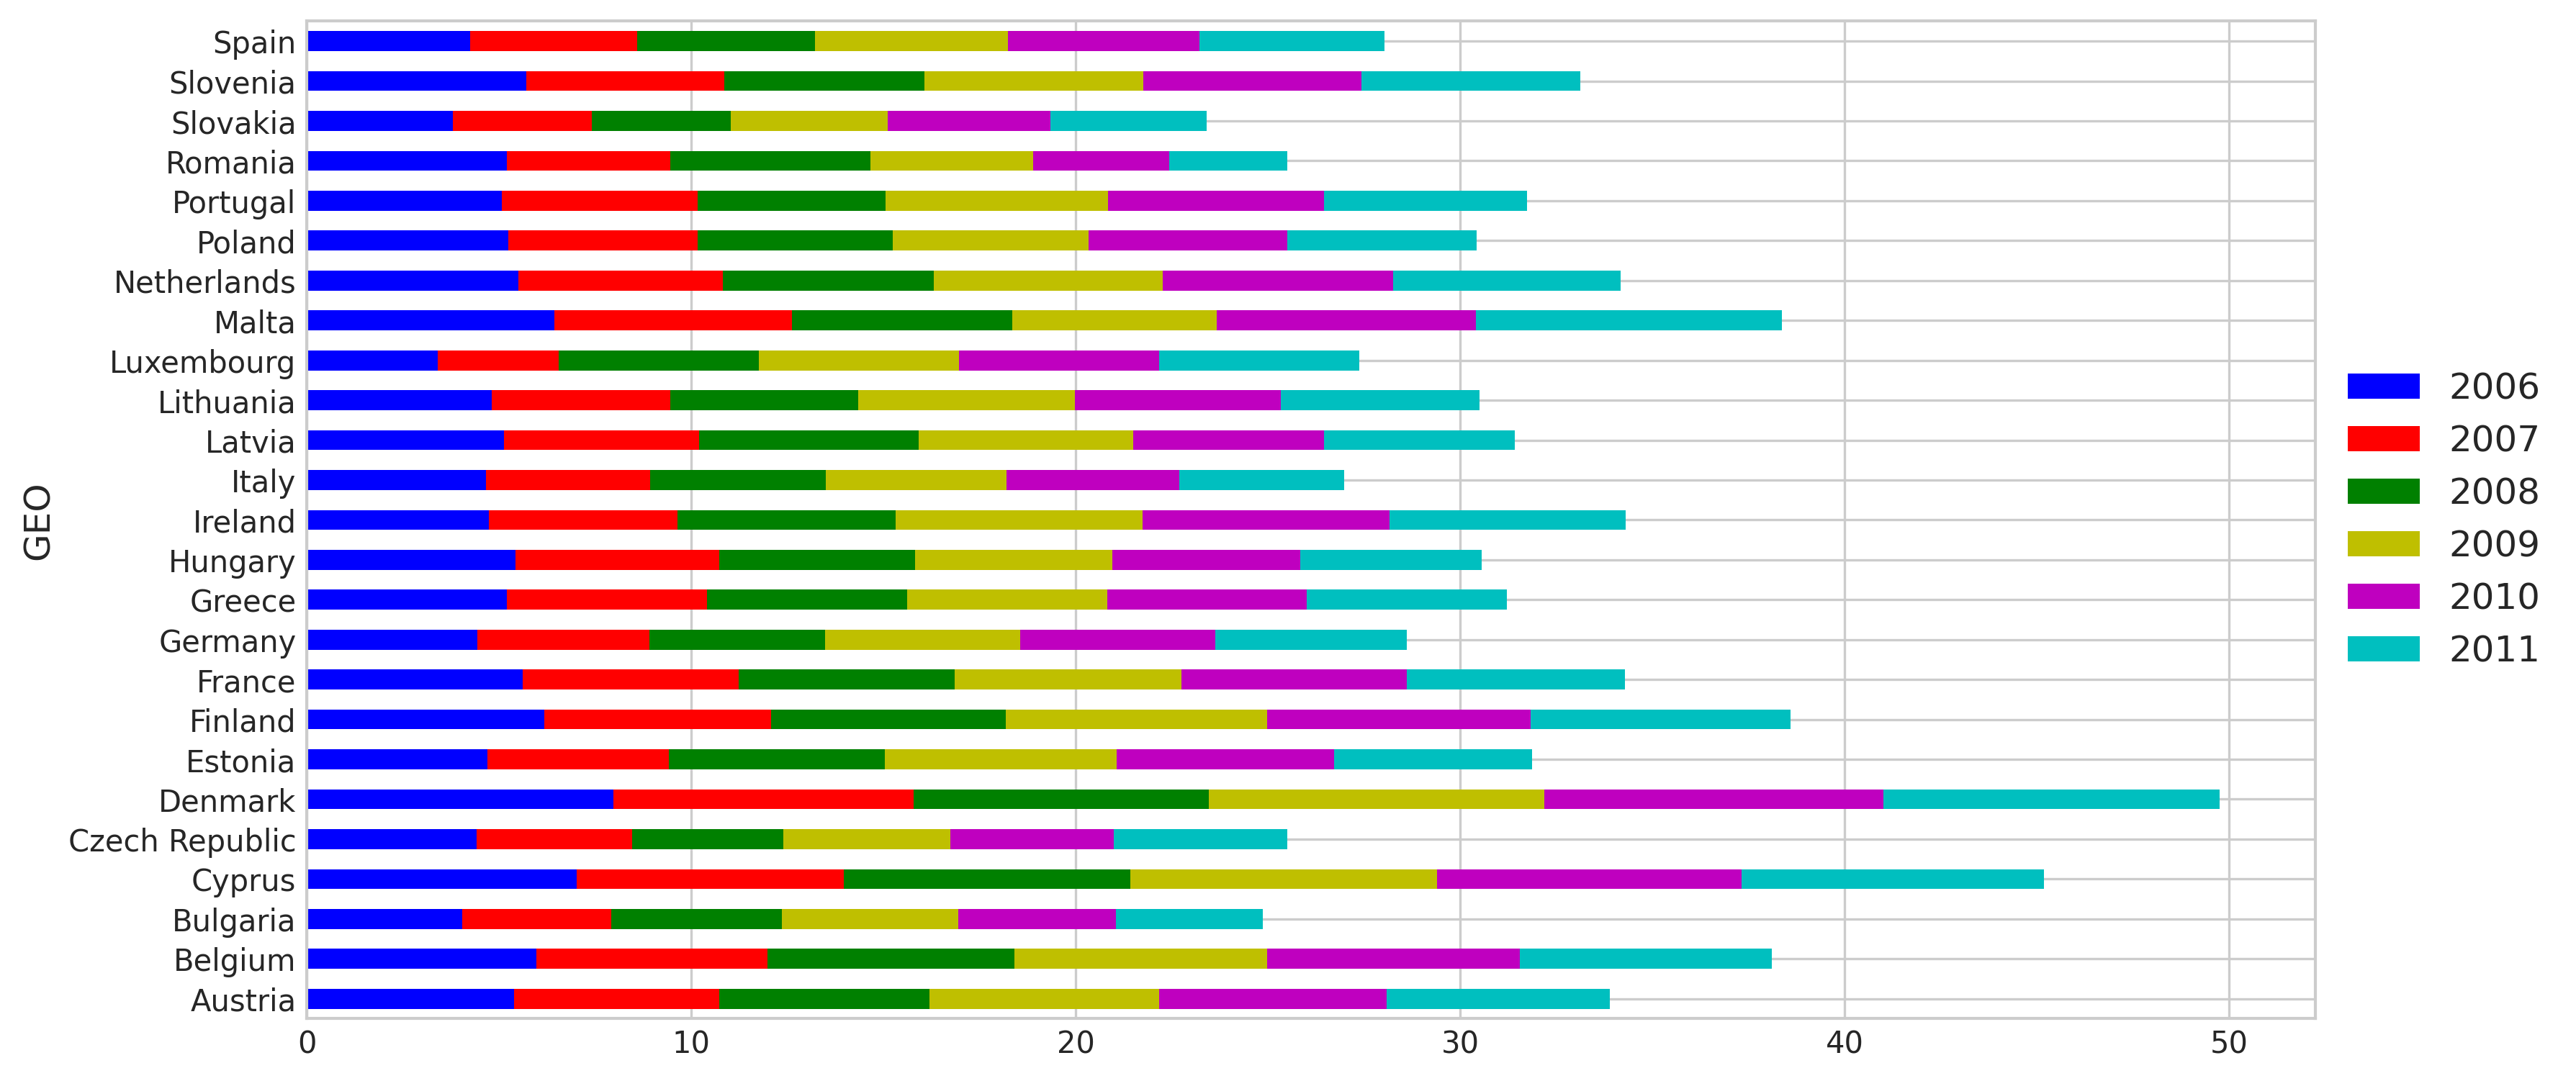 GEO
Spain
Slovenia
Slovakia
Romania
Portugal
Poland
Netherlands
Malta
Luxembourg
Lithuania
Latvia
Italy
Ireland
Hungary
Greece
Germany
France
Finland
Estonia
Denmark
Czech Republic
Cyprus
Bulgaria
Belgium
Austria
0 10 20 30 40 50
2006
2007
2008
2009
2010
2011